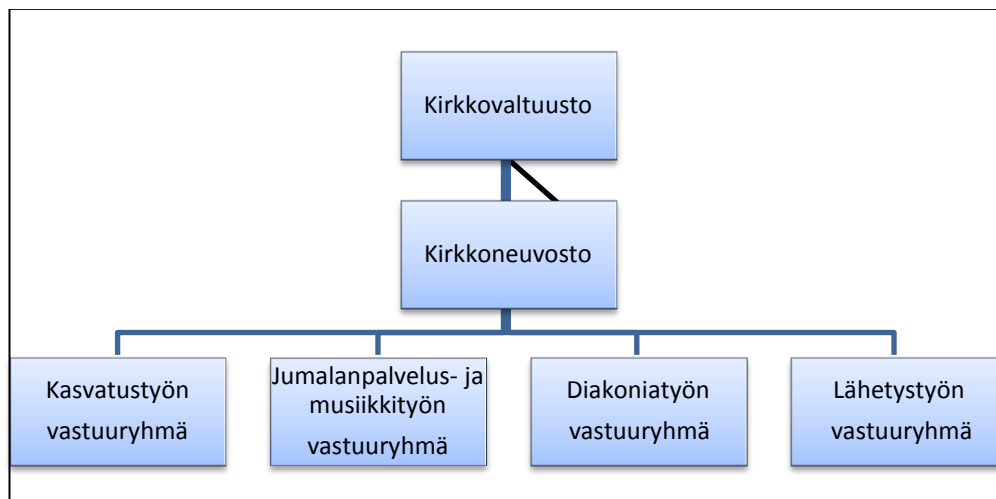 Kirkkovaltuusto
Kirkkoneuvosto
Kasvatustyön
vastuuryhmä
Jumalanpalvelus- ja
musiikkityön
vastuuryhmä
Diakoniatyön
vastuuryhmä
Lähetystyön
vastuuryhmä